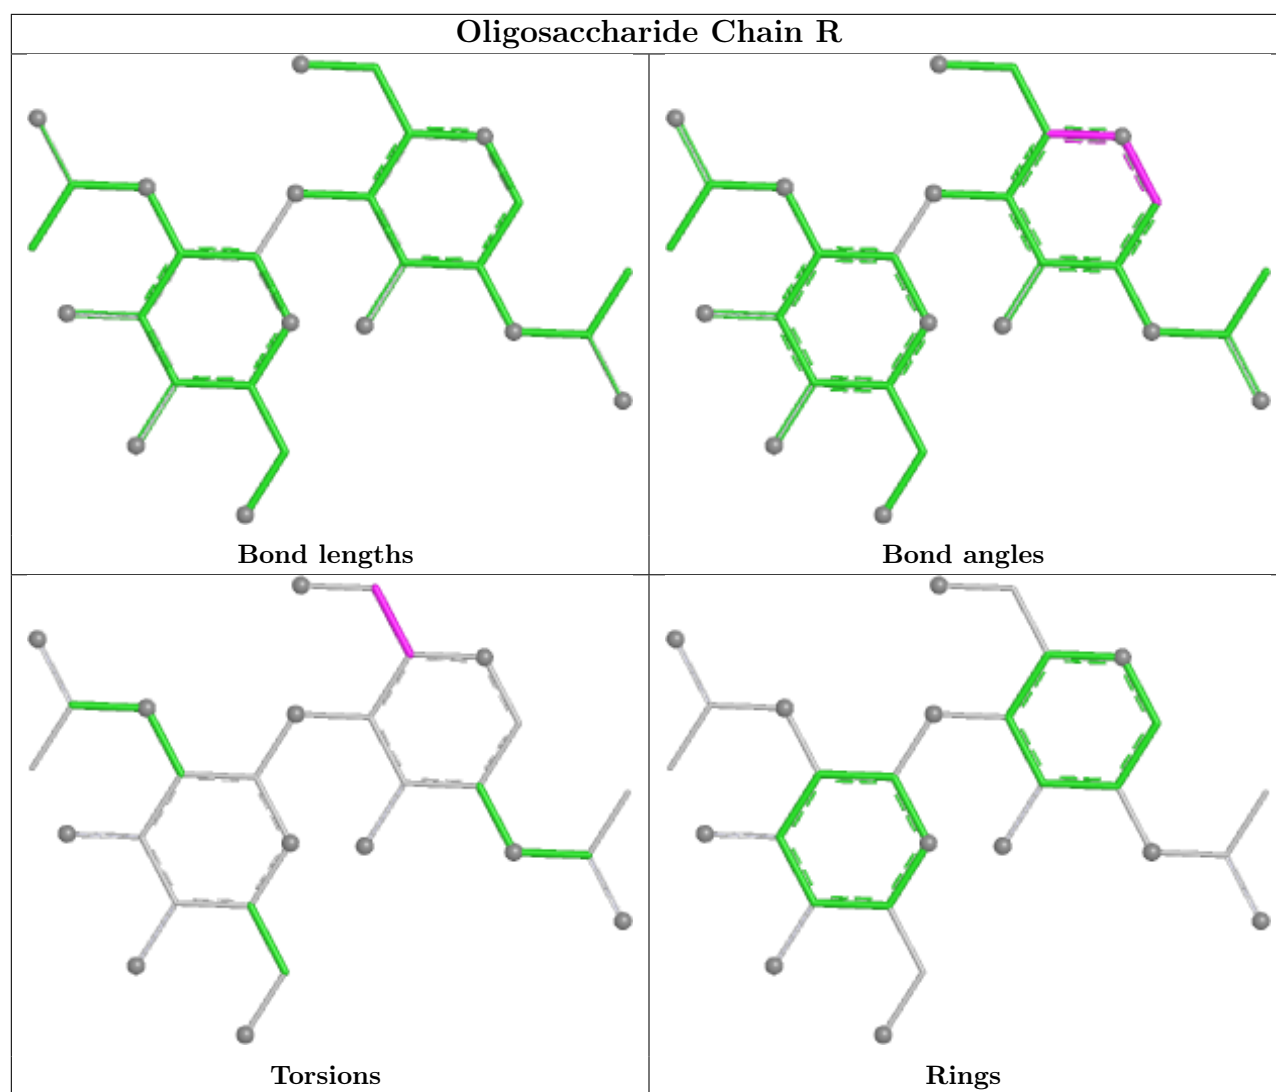 Oligosaccharide Chain R
Bond lengths
Bond angles
Torsions
Rings